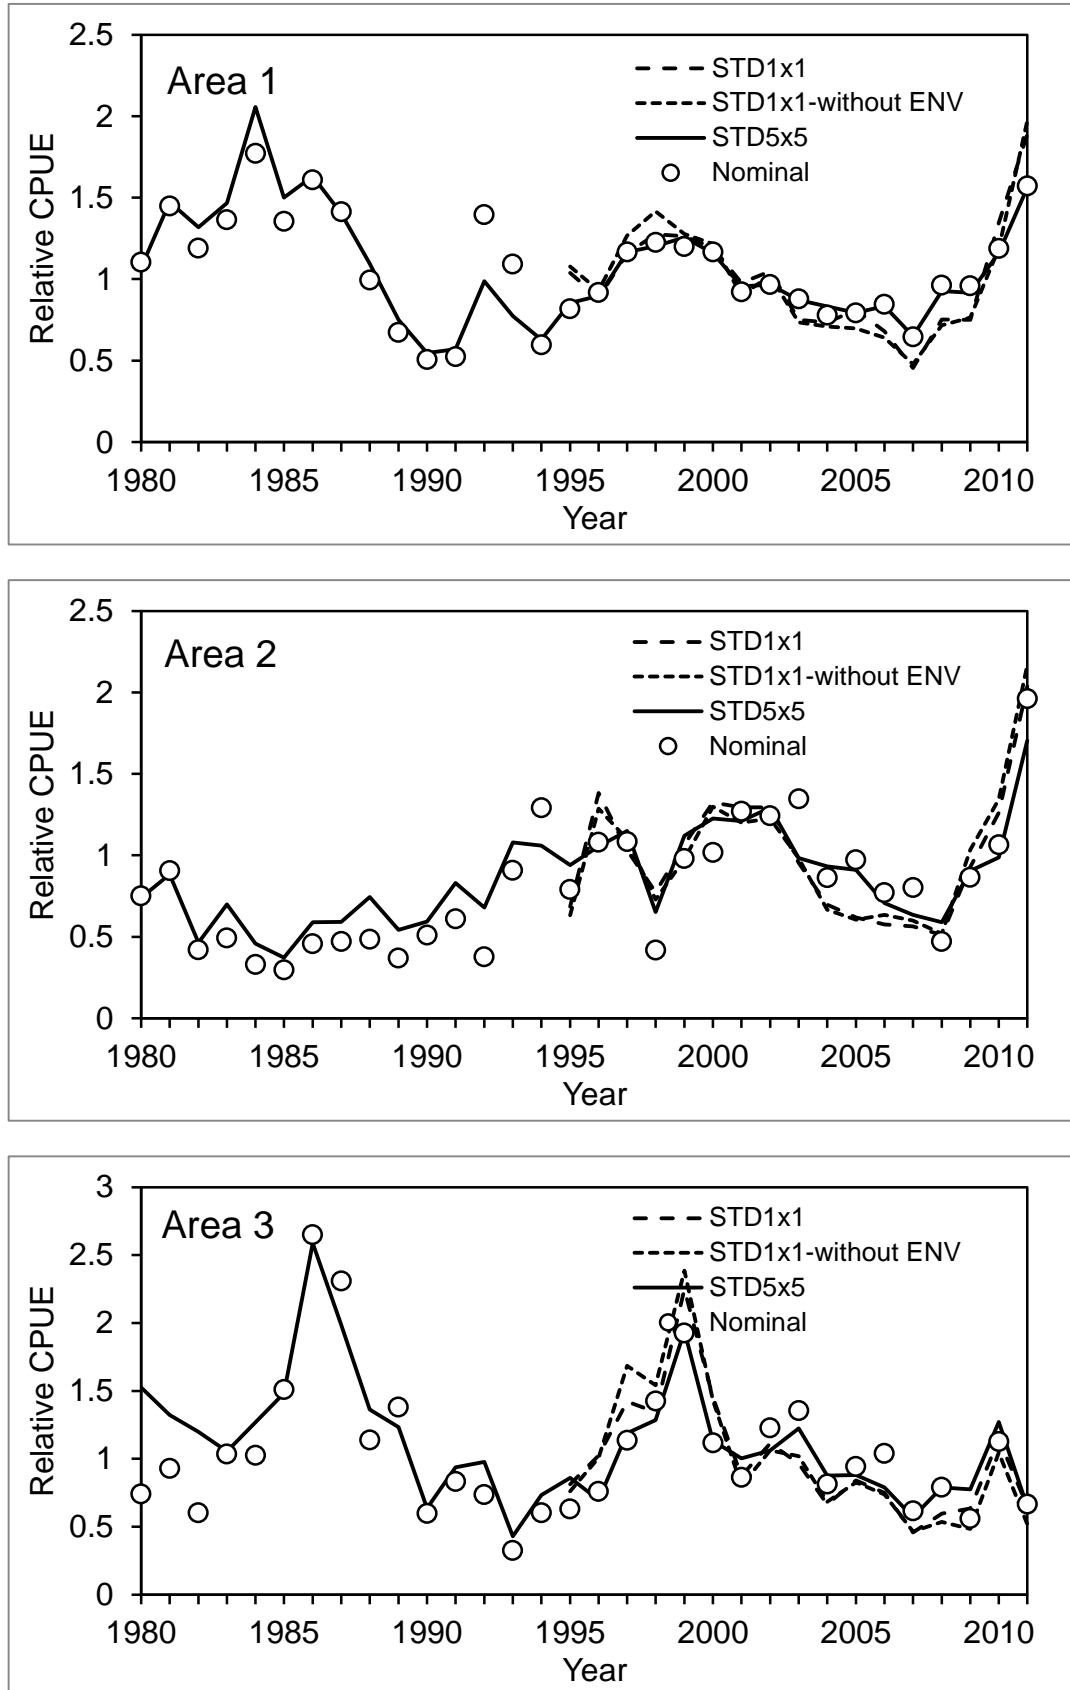 2.5
2
1.5
1
0.5
0
Relative CPUE
Area 1
STD1x1
STD1x1-without ENV
STD5x5
Nominal
1980 1985 1990 1995 2000 2005 2010
Year
2.5
2
1.5
1
0.5
0
Relative CPUE
Area 2
STD1x1
STD1x1-without ENV
STD5x5
Nominal
1980 1985 1990 1995 2000 2005 2010
Year
3
2.5
2
1.5
1
0.5
0
Relative CPUE
Area 3
STD1x1
STD1x1-without ENV
STD5x5
Nominal
1980 1985 1990 1995 2000 2005 2010
Year